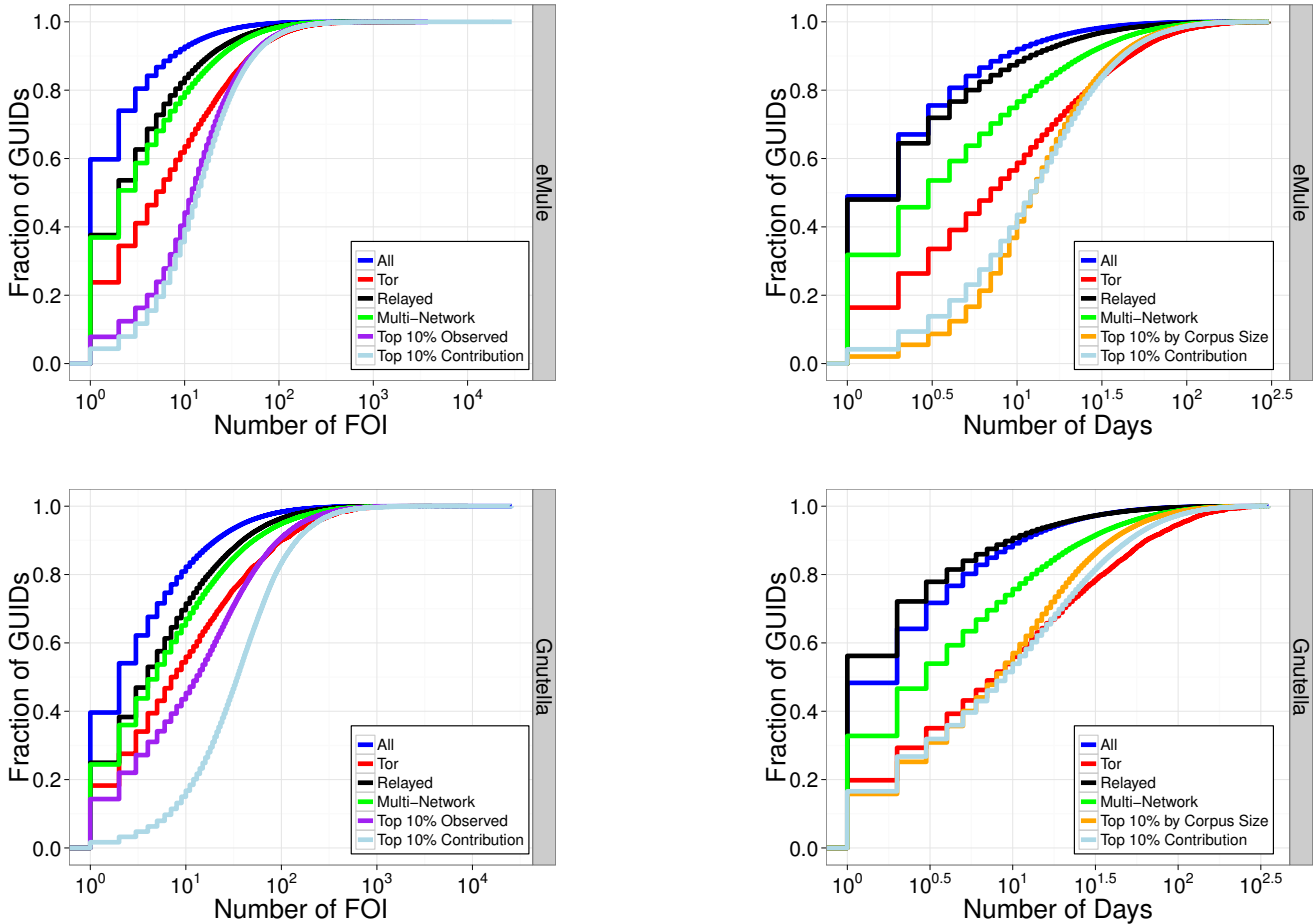 Fraction of GUIDs
1.0
0.8
0.6
0.4
0.2
0.0
All
Tor
Relayed
Multi−Network
Top 10% Observed
Top 10% Contribution
10^0 10^1 10^2 10^3 10^4
Number of FOI
eMule
Fraction of GUIDs
1.0
0.8
0.6
0.4
0.2
0.0
All
Tor
Relayed
Multi−Network
Top 10% by Corpus Size
Top 10% Contribution
10^0 10^0.5 10^1 10^1.5 10^2 10^2.5
Number of Days
eMule
Fraction of GUIDs
1.0
0.8
0.6
0.4
0.2
0.0
All
Tor
Relayed
Multi−Network
Top 10% Observed
Top 10% Contribution
10^0 10^1 10^2 10^3 10^4
Number of FOI
Gnutella
Fraction of GUIDs
1.0
0.8
0.6
0.4
0.2
0.0
All
Tor
Relayed
Multi−Network
Top 10% by Corpus Size
Top 10% Contribution
10^0 10^0.5 10^1 10^1.5 10^2 10^2.5
Number of Days
Gnutella